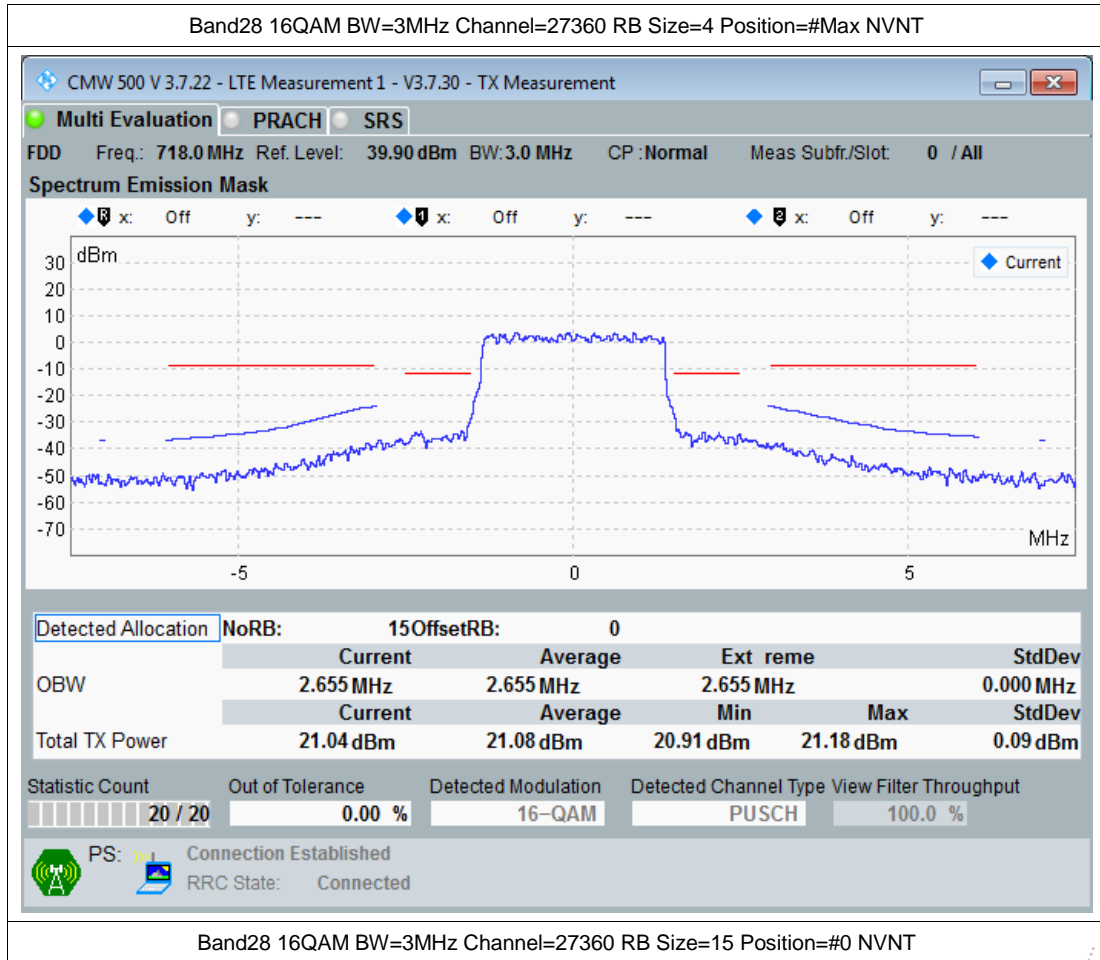 Band28 16QAM BW=3MHz Channel=27360 RB Size=4 Position=#Max NVNT
CMW 500 V 3.7.22 - LTE Measurement 1 - V3.7.30 - TX Measurement
Multi Evaluation PRACH SRS
FDD Freq.: 718.0 MHz Ref. Level: 39.90 dBm BW: 3.0 MHz CP : Normal Meas Subfr./Slot: 0 / All
Spectrum Emission Mask
R x: Off y: --- 1 x: Off y: --- 2 x: Off y: ---
dBm
Current
30
20
10
0
-10
-20
-30
-40
-50
-60
-70
MHz
-5 0 5
Detected Allocation NoRB: 15 OffsetRB: 0
Current Average Ext reme StdDev
OBW 2.655 MHz 2.655 MHz 2.655 MHz 0.000 MHz
Current Average Min Max StdDev
Total TX Power 21.04 dBm 21.08 dBm 20.91 dBm 21.18 dBm 0.09 dBm
Statistic Count Out of Tolerance Detected Modulation Detected Channel Type View Filter Throughput
20 / 20 0.00 % 16-QAM PUSCH 100.0 %
PS: Connection Established
RRC State: Connected
Band28 16QAM BW=3MHz Channel=27360 RB Size=15 Position=#0 NVNT